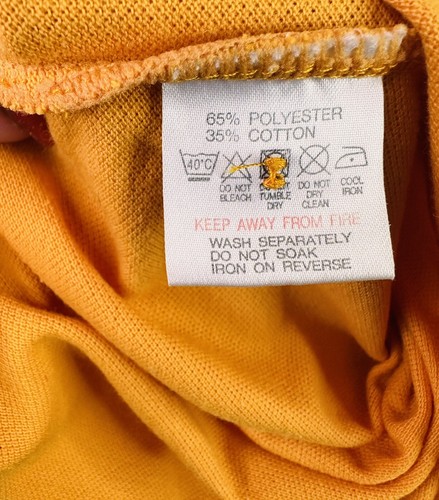 65% POLYESTER
35% COTTON
40°C
DO NOT BLEACH
TUMBLE DRY
DO NOT DRY CLEAN
COOL IRON
KEEP AWAY FROM FIRE
WASH SEPARATELY
DO NOT SOAK
IRON ON REVERSE